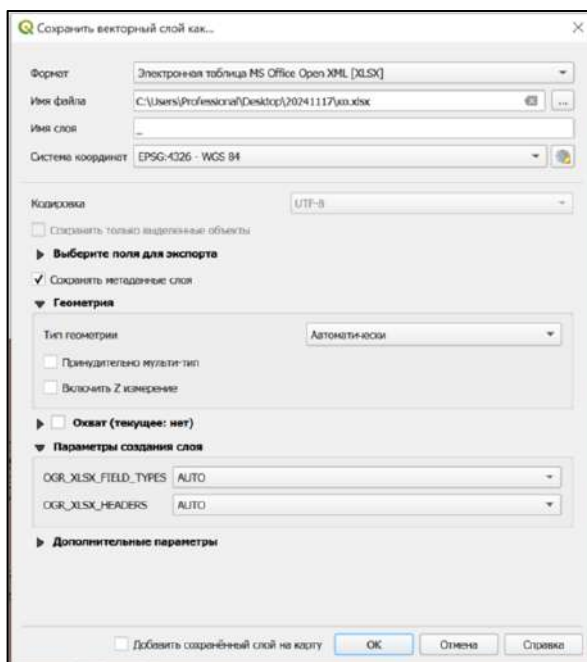 Сохранить векторный слой как...
Формат Электронная таблица MS Office Open XML [XLSX]
Имя файла C:\Users\Professional\Desktop\20241117\хо.xlsx ...
Имя слоя _
Система координат EPSG:4326 - WGS 84
Кодировка UTF-8
Сохранить только выделенные объекты
Выберите поля для экспорта
Сохранять метаданные слоя
Геометрия
Тип геометрии Автоматически
Принудительно мульти-тип
Включить Z измерение
Охват (текущее: нет)
Параметры создания слоя
OGR_XLSX_FIELD_TYPES AUTO
OGR_XLSX_HEADERS AUTO
Дополнительные параметры
Добавить сохранённый слой на карту OK Отмена Справка